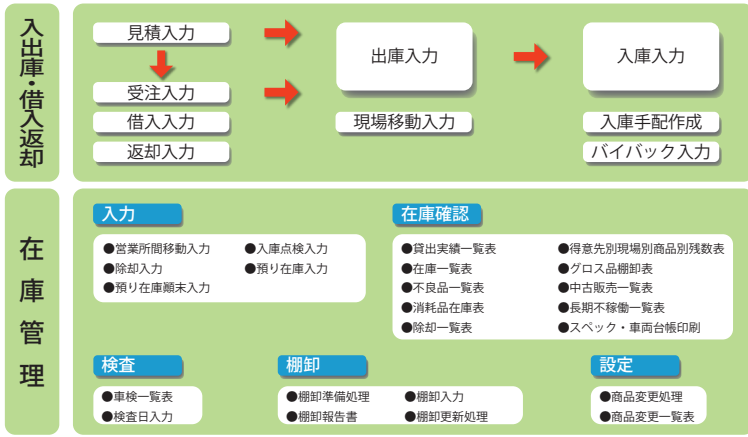 入出庫・借入返却
見積入力
受注入力
借入入力
返却入力
出庫入力
現場移動入力
入庫入力
入庫手配作成
バイバック入力
在庫管理
入力
●営業所間移動入力
●入庫点検入力
●除却入力
●預り在庫入力
●預り在庫顚末入力
在庫確認
●貸出実績一覧表
●得意先別現場別商品別残数表
●在庫一覧表
●グロス品棚卸表
●不良品一覧表
●中古販売一覧表
●消耗品在庫表
●長期不稼働一覧表
●除却一覧表
●スペック・車両台帳印刷
検査
●車検一覧表
●検査日入力
棚卸
●棚卸準備処理
●棚卸入力
●棚卸報告書
●棚卸更新処理
設定
●商品変更処理
●商品変更一覧表